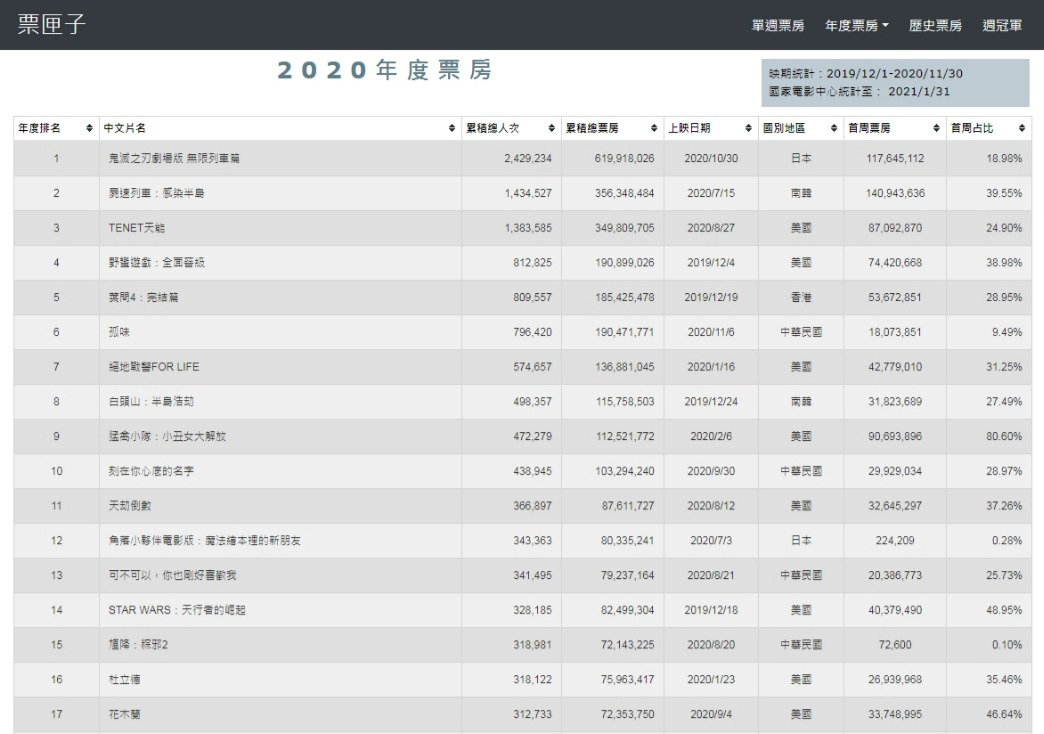 票匣子
單週票房 年度票房 歷史票房 週冠軍
2020年度票房
映期統計：2019/12/1-2020/11/30
國家電影中心統計至： 2021/1/31
年度排名 中文片名 累積總人次 累積總票房 上映日期 國別地區 首周票房 首周占比
1 鬼滅之刃劇場版 無限列車篇 2,429,234 619,918,026 2020/10/30 日本 117,645,112 18.98%
2 屍速列車：感染半島 1,434,527 356,348,484 2020/7/15 南韓 140,943,636 39.55%
3 TENET天能 1,383,585 349,809,705 2020/8/27 美國 87,092,870 24.90%
4 野蠻遊戲：全面晉級 812,825 190,899,026 2019/12/4 美國 74,420,668 38.98%
5 葉問4：完結篇 809,557 185,425,478 2019/12/19 香港 53,672,851 28.95%
6 孤味 796,420 190,471,771 2020/11/6 中華民國 18,073,851 9.49%
7 絕地戰警FOR LIFE 574,657 136,881,045 2020/1/16 美國 42,779,010 31.25%
8 白頭山：半島浩劫 498,357 115,758,503 2019/12/24 南韓 31,823,689 27.49%
9 猛禽小隊：小丑女大解放 472,279 112,521,772 2020/2/6 美國 90,693,896 80.60%
10 刻在你心底的名字 438,945 103,294,240 2020/9/30 中華民國 29,929,034 28.97%
11 天劫倒數 366,897 87,611,727 2020/8/12 美國 32,645,297 37.26%
12 角落小夥伴電影版：魔法繪本裡的新朋友 343,363 80,335,241 2020/7/3 日本 224,209 0.28%
13 可不可以，你也剛好喜歡我 341,495 79,237,164 2020/8/21 中華民國 20,386,773 25.73%
14 STAR WARS：天行者的崛起 328,185 82,499,304 2019/12/18 美國 40,379,490 48.95%
15 馗降：粽邪2 318,981 72,143,225 2020/8/20 中華民國 72,600 0.10%
16 杜立德 318,122 75,963,417 2020/1/23 美國 26,939,968 35.46%
17 花木蘭 312,733 72,353,750 2020/9/4 美國 33,748,995 46.64%